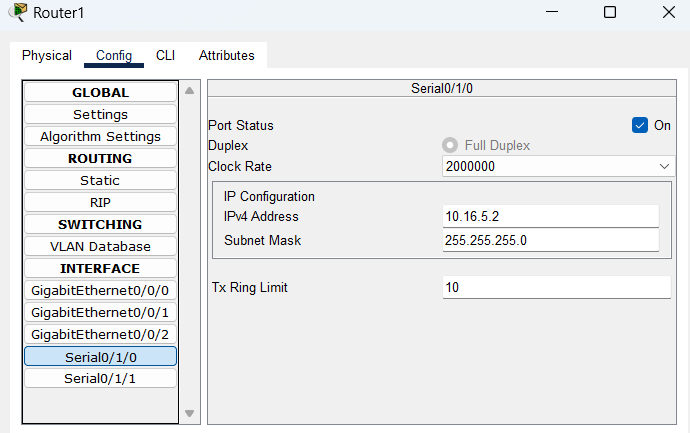 Router1
Physical Config CLI Attributes
GLOBAL
Settings
Algorithm Settings
ROUTING
Static
RIP
SWITCHING
VLAN Database
INTERFACE
GigabitEthernet0/0/0
GigabitEthernet0/0/1
GigabitEthernet0/0/2
Serial0/1/0
Serial0/1/1
Serial0/1/0
Port Status On
Duplex Full Duplex
Clock Rate 2000000
IP Configuration
IPv4 Address 10.16.5.2
Subnet Mask 255.255.255.0
Tx Ring Limit 10